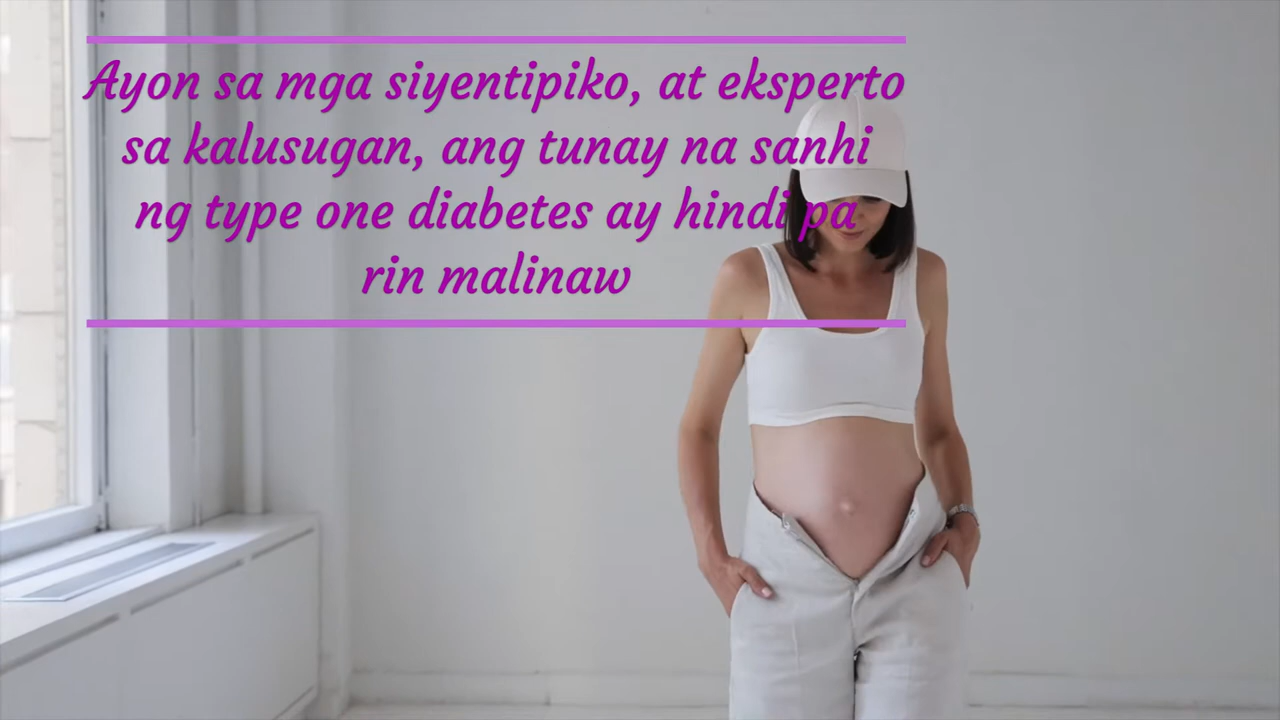 Ayon sa mga siyentipiko, at eksperto
sa kalusugan, ang tunay na sanhi
ng type one diabetes ay hindi pa
rin malinaw